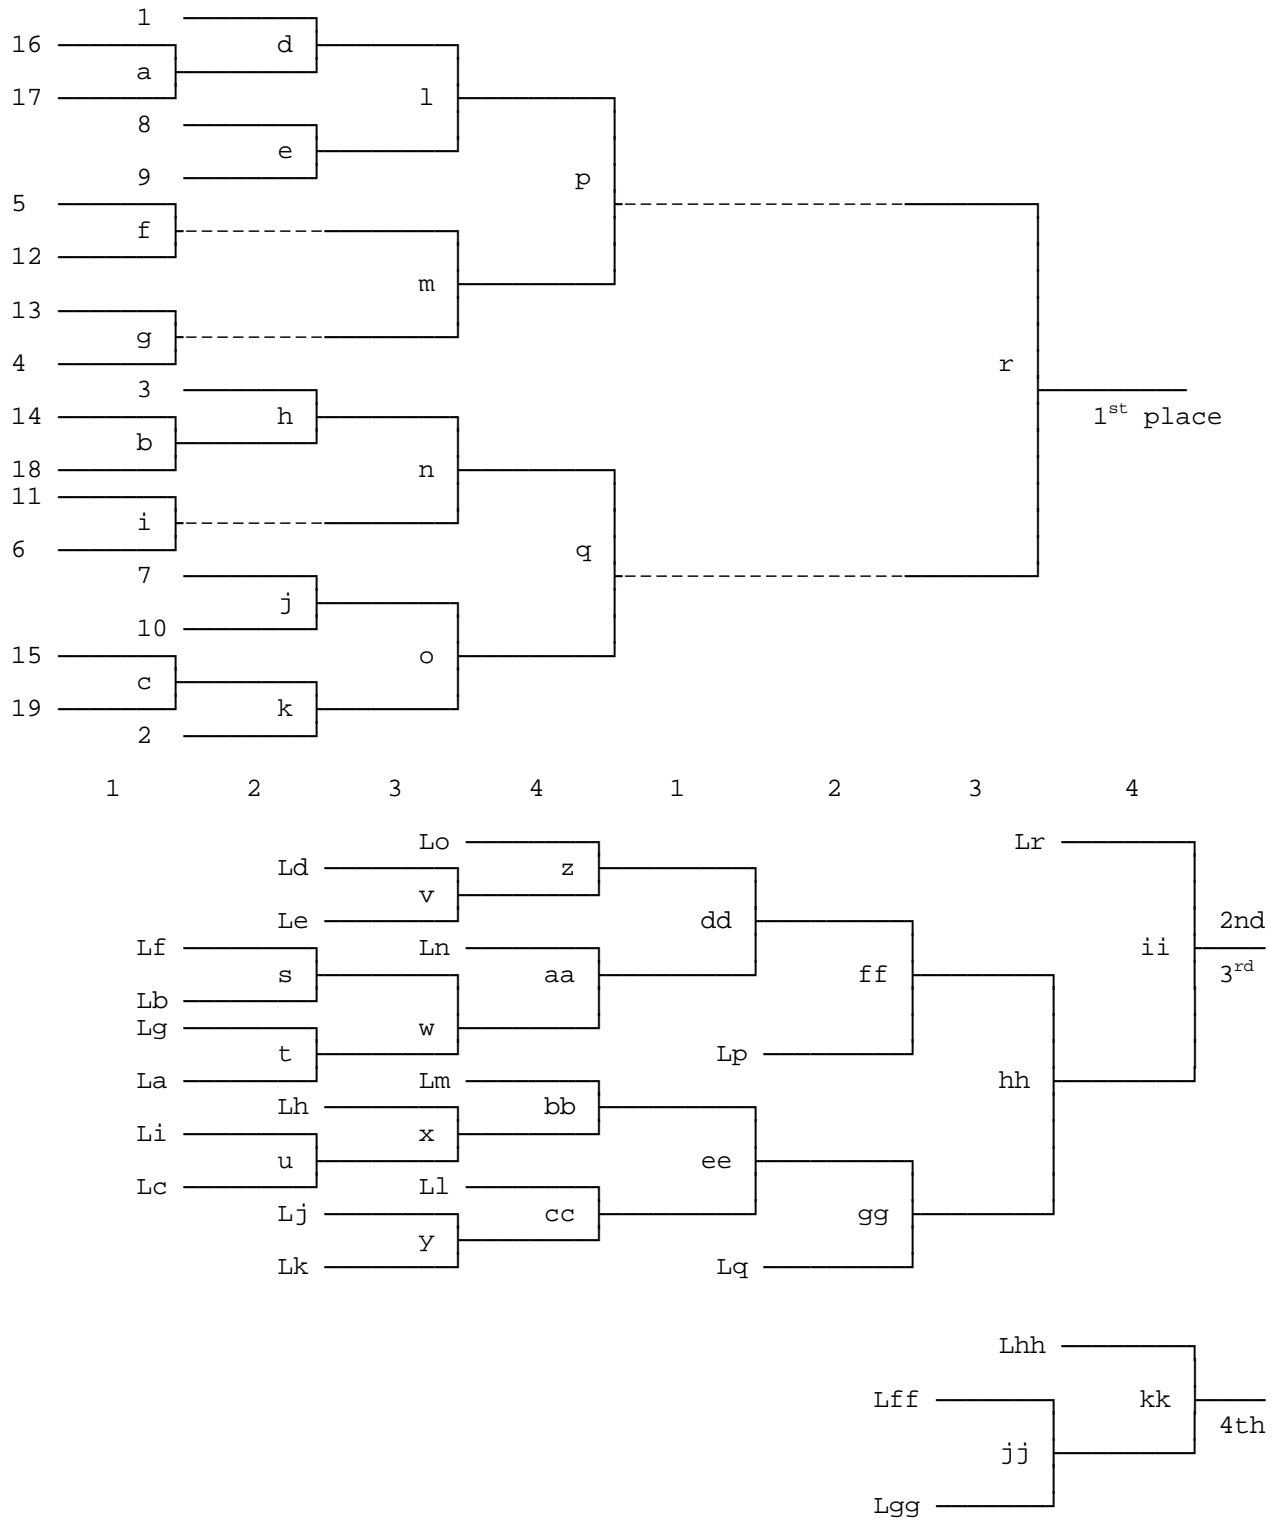 1
16 d
a
17 l
8
e
9 p
5
f
12
m
13
g
4 r
3
14 h 1st place
b
18 n
11
i
6 q
7
j
10
15 o
c
19 k
2
1 2 3 4 1 2 3 4
Lo Lr
Ld z
v
Le dd 2nd
Lf Ln ii
s aa ff 3rd
Lb
Lg w
t Lp
La Lm hh
Lh bb
Li x
u ee
Lc Ll
Lj cc gg
y
Lk Lq
Lhh
Lff kk
4th
jj
Lgg